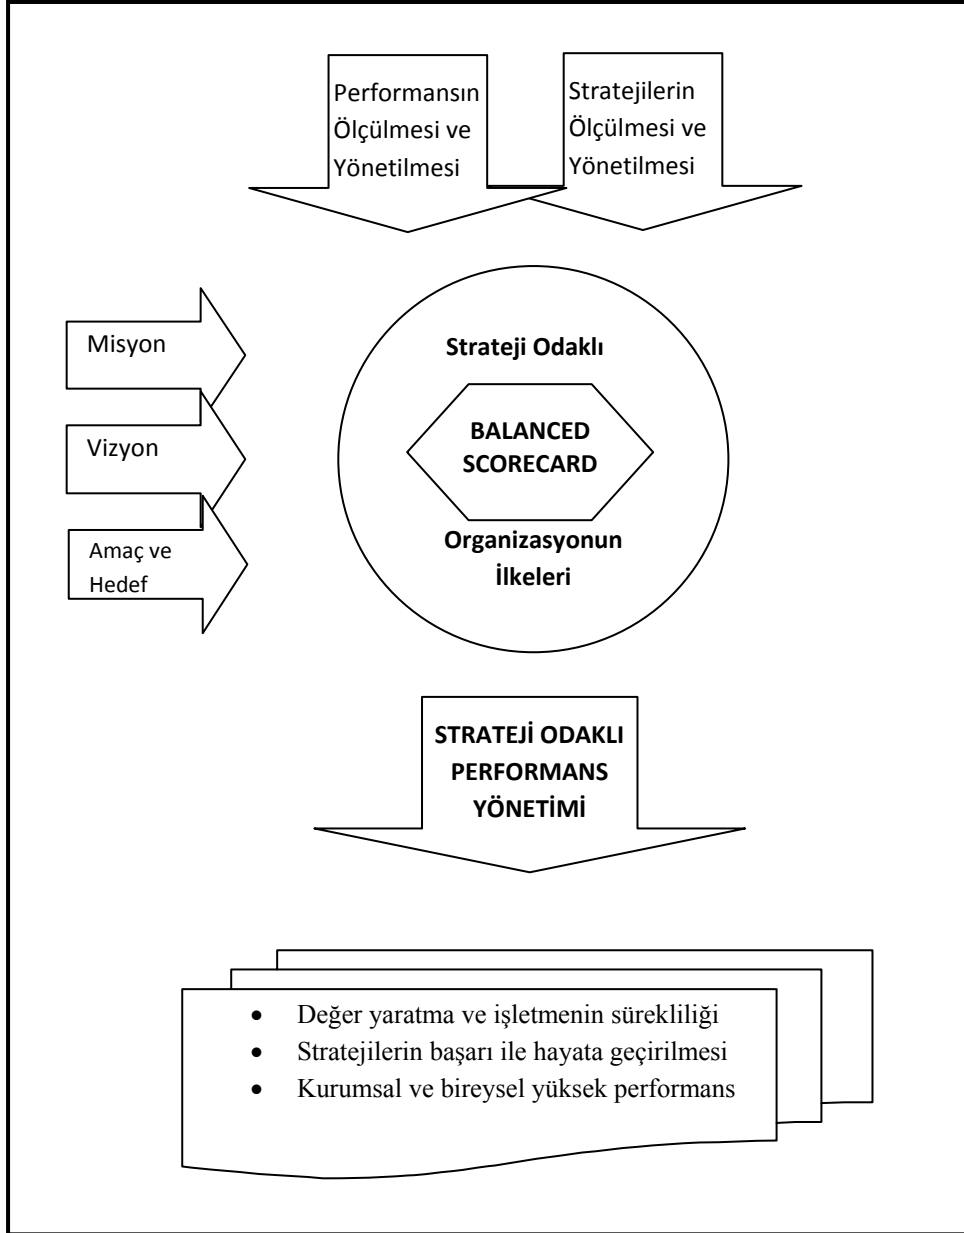 Performansın
Ölçülmesi ve
Yönetilmesi
Stratejilerin
Ölçülmesi ve
Yönetilmesi
Misyon
Vizyon
Amaç ve
Hedef
Strateji Odaklı
BALANCED
SCORECARD
Organizasyonun
İlkeleri
STRATEJİ ODAKLI
PERFORMANS
YÖNETİMİ
• Değer yaratma ve işletmenin sürekliliği
• Stratejilerin başarı ile hayata geçirilmesi
• Kurumsal ve bireysel yüksek performans